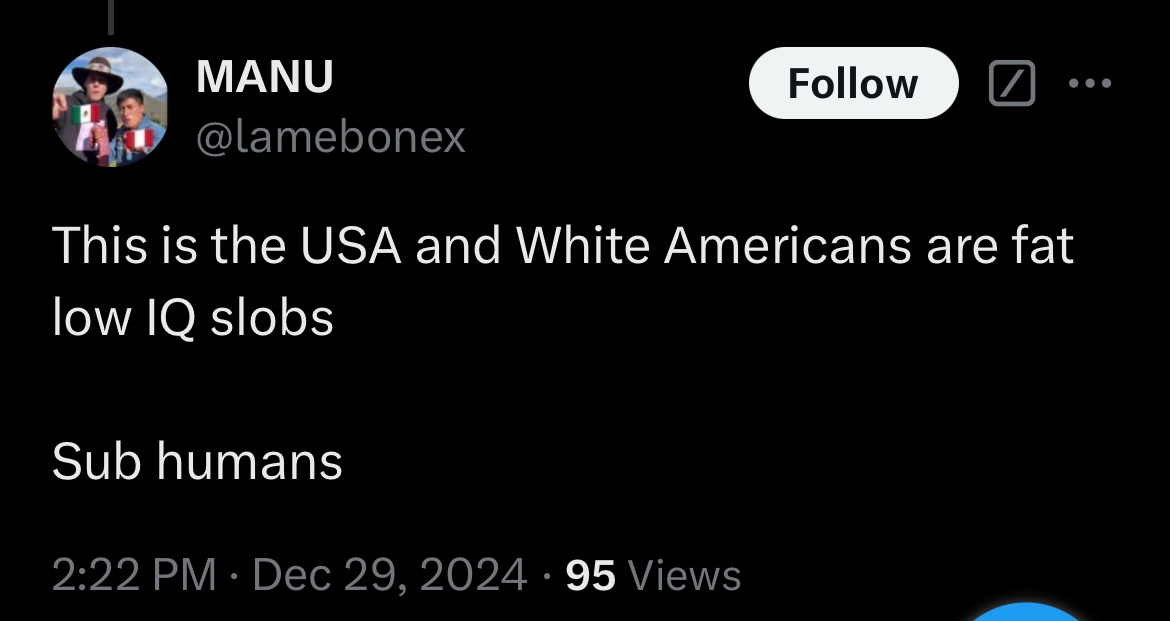 MANU
Follow
@lamebonex
This is the USA and White Americans are fat
low IQ slobs
Sub humans
2:22 PM · Dec 29, 2024 · 95 Views